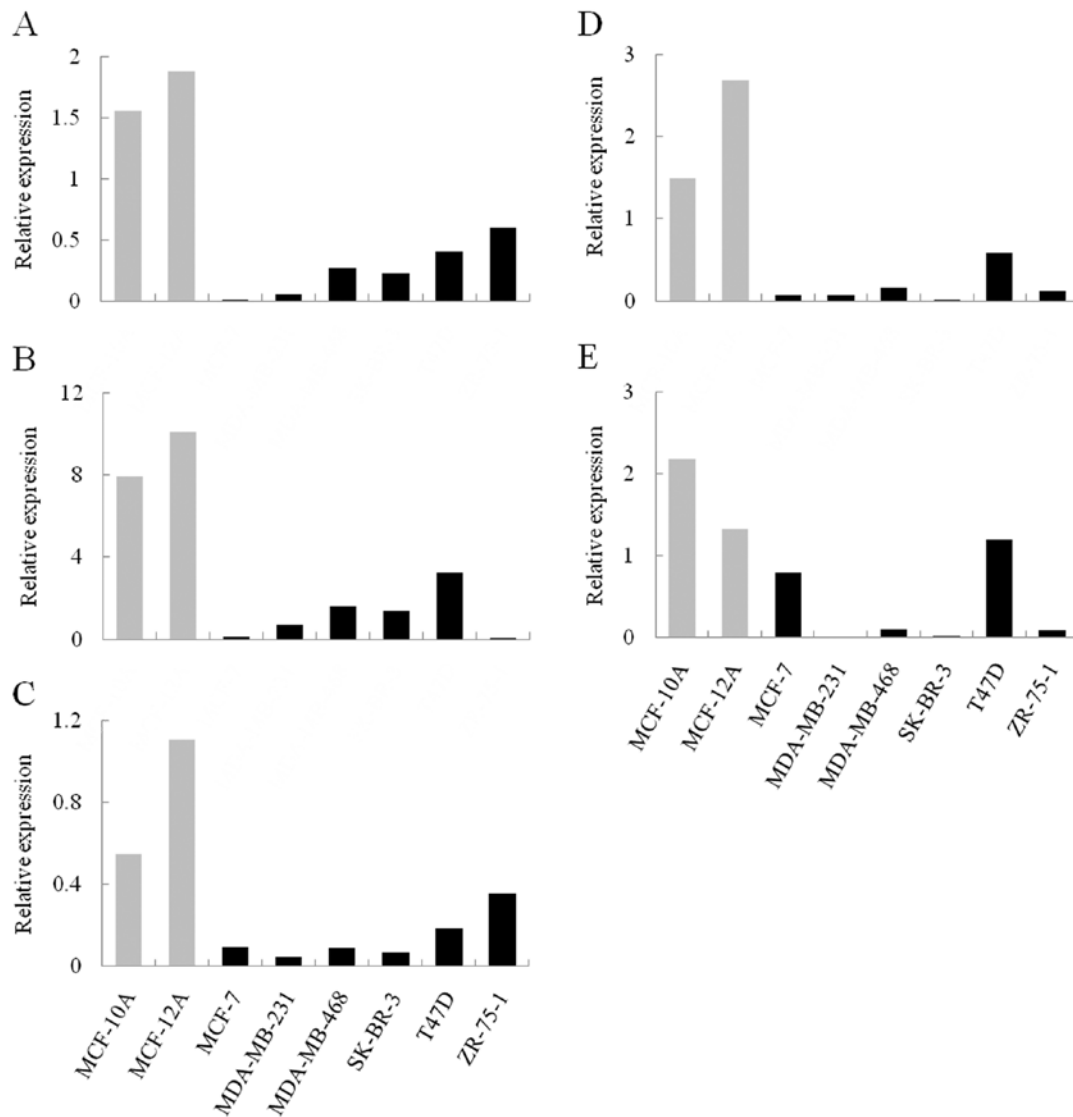 A
Relative expression
2
1.5
1
0.5
0
B
Relative expression
12
8
4
0
C
Relative expression
1.2
0.8
0.4
0
MCF-10A
MCF-12A
MCF-7
MDA-MB-231
MDA-MB-468
SK-BR-3
T47D
ZR-75-1
D
Relative expression
3
2
1
0
E
Relative expression
3
2
1
0
MCF-10A
MCF-12A
MCF-7
MDA-MB-231
MDA-MB-468
SK-BR-3
T47D
ZR-75-1